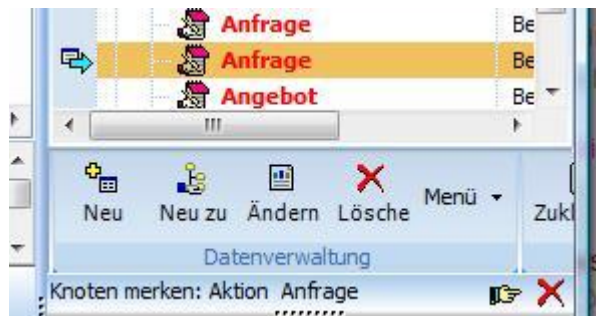 Anfrage Be
Anfrage Be
Angebot Be
Neu Neu zu Ändern Lösche Menü Zukl
Datenverwaltung
Knoten merken: Aktion Anfrage